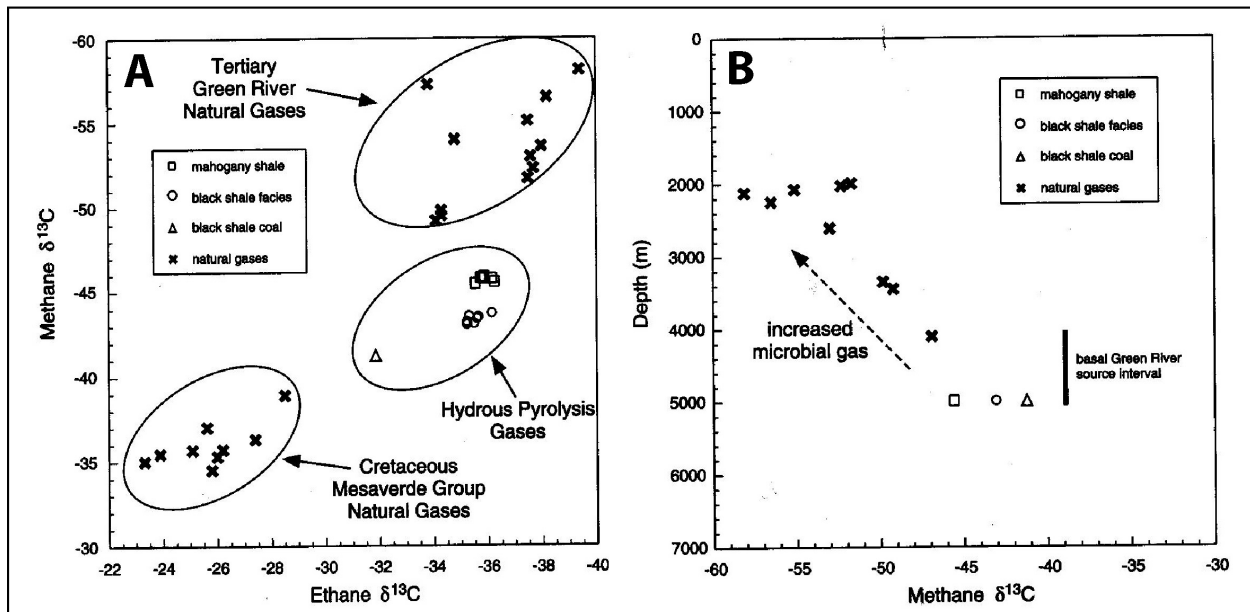 A
Tertiary
Green River
Natural Gases
mahogany shale
black shale facies
black shale coal
natural gases
Hydrous Pyrolysis
Gases
Cretaceous
Mesaverde Group
Natural Gases
Methane δ13C
-60
-55
-50
-45
-40
-35
-30
-22 -24 -26 -28 -30 -32 -34 -36 -38 -40
Ethane δ13C
B
mahogany shale
black shale facies
black shale coal
natural gases
increased
microbial gas
basal Green River
source interval
Depth (m)
0
1000
2000
3000
4000
5000
6000
7000
-60 -55 -50 -45 -40 -35 -30
Methane δ13C